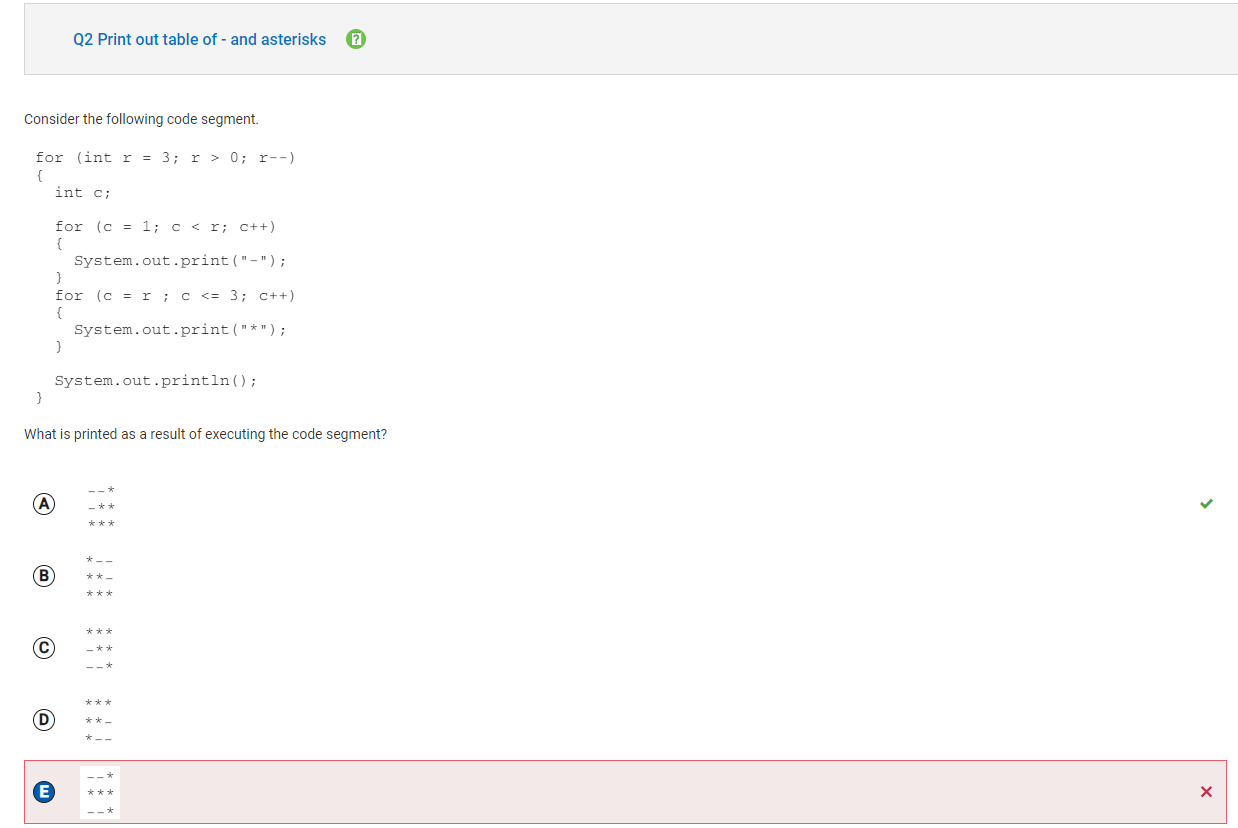 Q2 Print out table of - and asterisks
Consider the following code segment.
for (int r = 3; r > 0; r--)
{
int c;
for (c = 1; c < r; c++)
{
System.out.print("-");
}
for (c = r ; c <= 3; c++)
{
System.out.print("*");
}
System.out.println();
}
What is printed as a result of executing the code segment?
A
--*
-**
***
B
*--
**-
***
C
***
-**
--*
D
***
**-
*--
E
--*
***
--*